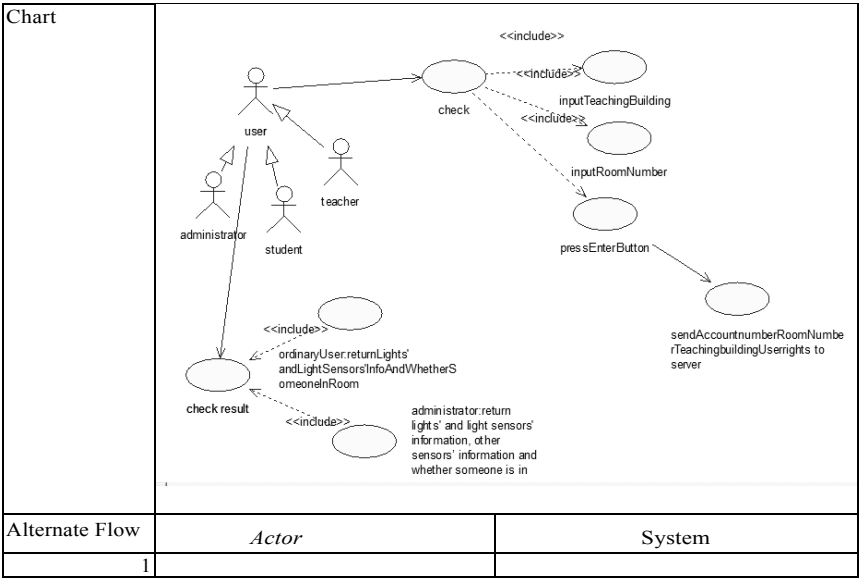 Chart
<<include>>
<<include>>
inputTeachingBuilding
check
<<include>>
user
inputRoomNumber
teacher
administrator
student
pressEnterButton
<<include>>
sendAccountnumberRoomNumbe
rTeachingbuildingUserrights to
server
ordinaryUser:returnLights'
andLightSensors'InfoAndWhetherS
omeoneInRoom
check result
<<include>>
administrator:return
lights' and light sensors'
information, other
sensors' information and
whether someone is in
Alternate Flow
Actor
System
1